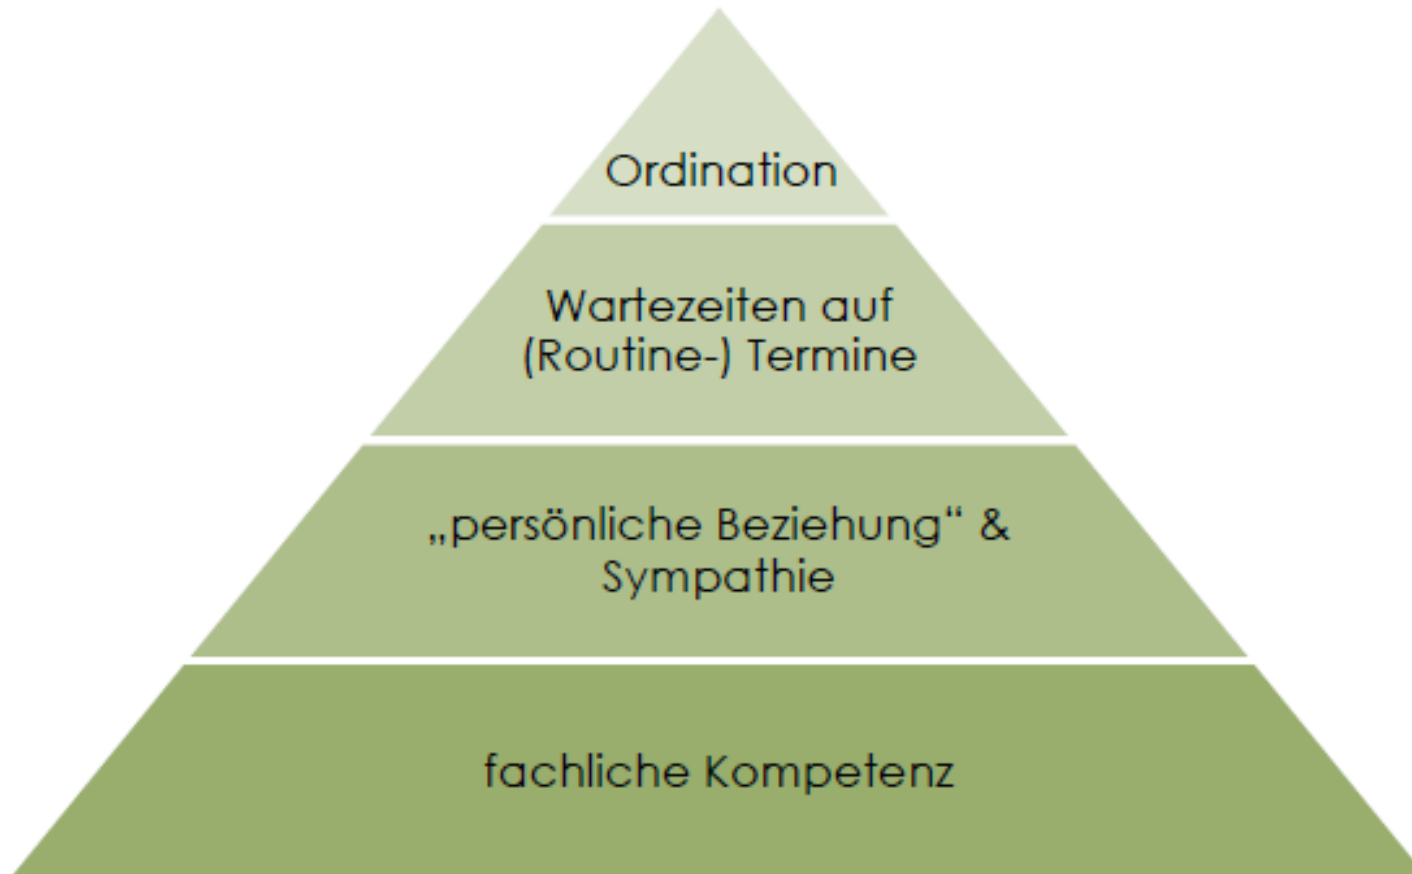 Ordination
Wartezeiten auf
(Routine-) Termine
„persönliche Beziehung“ &
Sympathie
fachliche Kompetenz